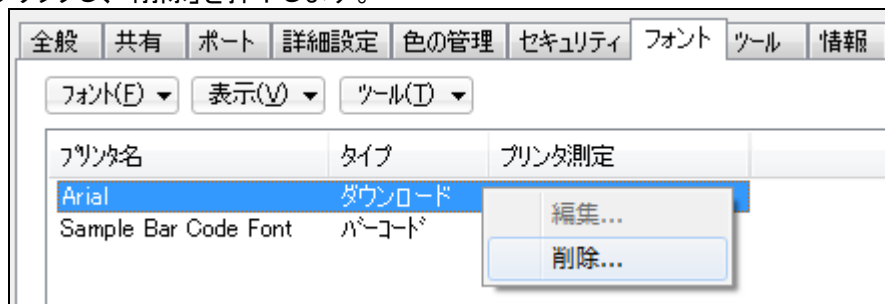 全般 共有 ポート 詳細設定 色の管理 セキュリティ フォント ツール 情報
フォント(F) 表示(V) ツール(T)
プリンタ名 タイプ プリンタ測定
Arial ダウンロード
編集...
Sample Bar Code Font バーコード
削除...